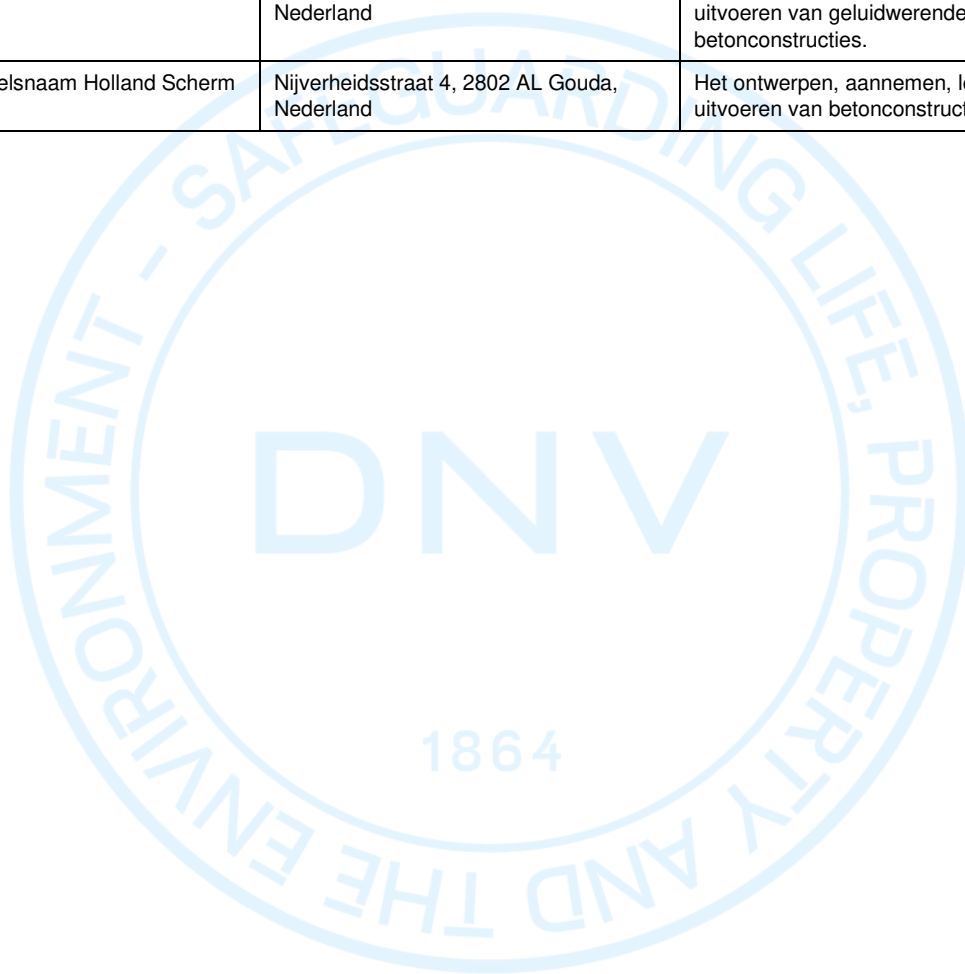 Nederland
uitvoeren van geluidwerende
betonconstructies.
Holland Scherm
Nijverheidsstraat 4, 2802 AL Gouda,
Nederland
Het ontwerpen, aannemen,
uitvoeren van
SAFEGUARDING LIFE, PROPERTY AND THE ENVIRONMENT -
DNV
1864